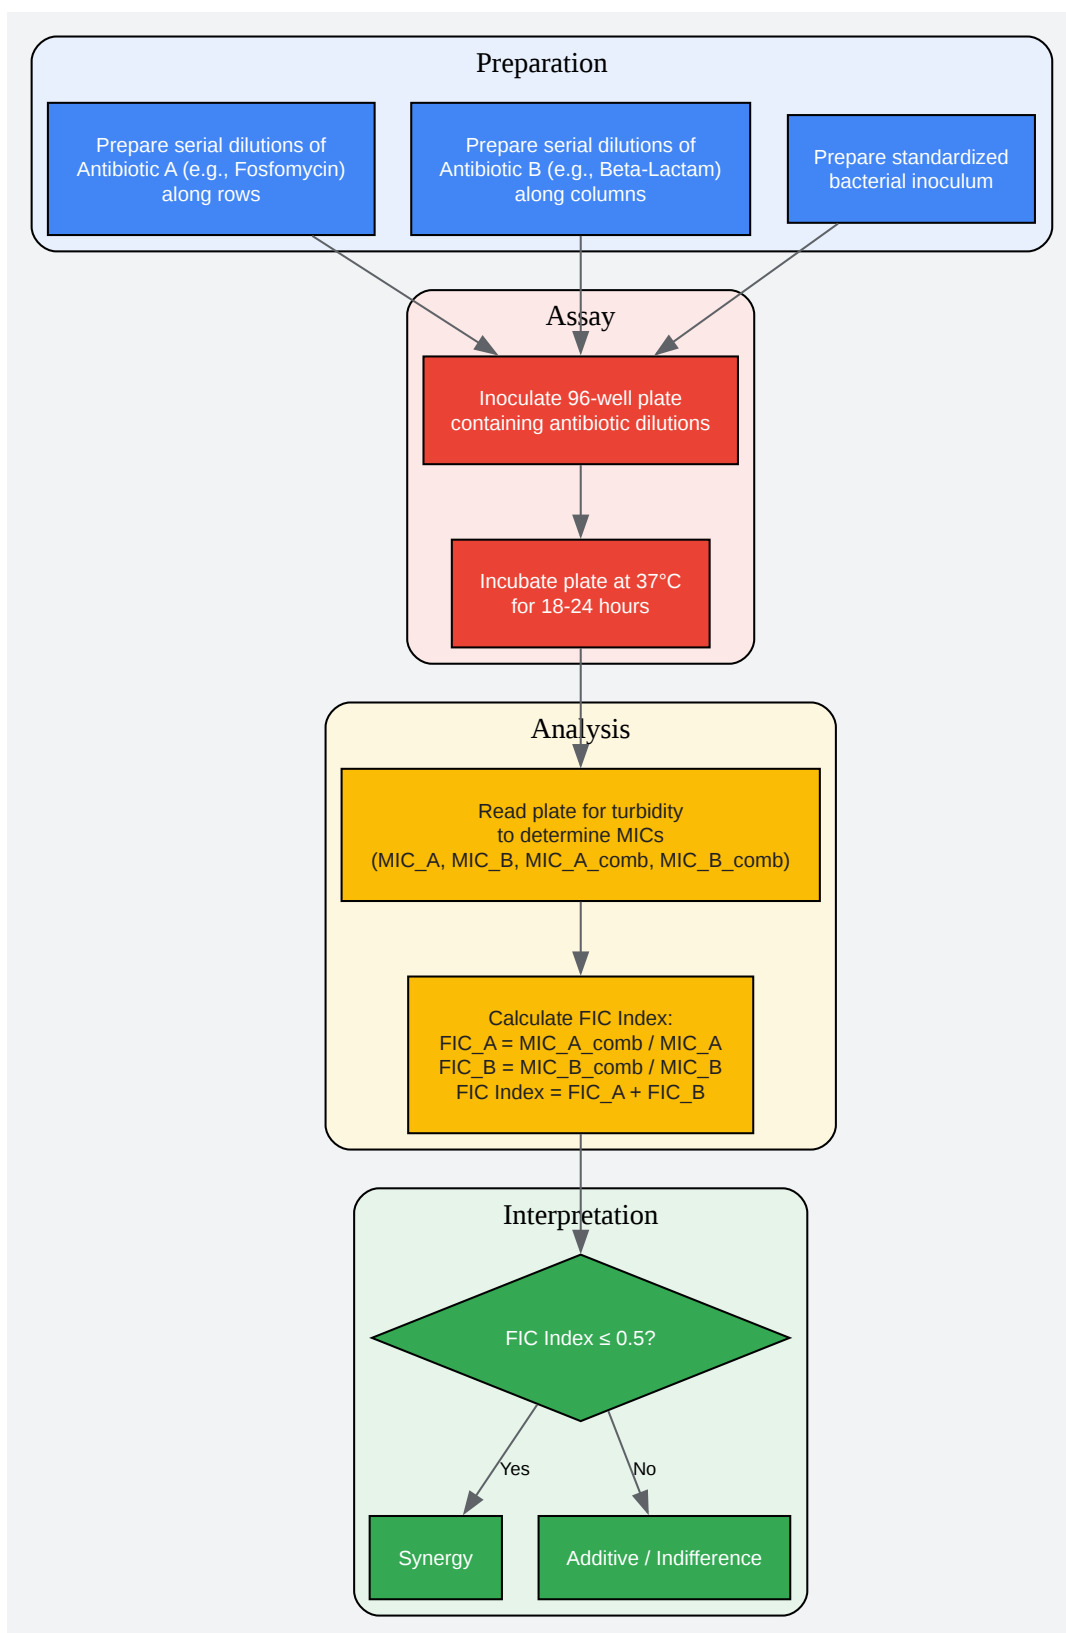 Preparation
Prepare serial dilutions of
Antibiotic A (e.g., Fosfomycin)
along rows
Prepare serial dilutions of
Antibiotic B (e.g., Beta-Lactam)
along columns
Prepare standardized
bacterial inoculum
Assay
Inoculate 96-well plate
containing antibiotic dilutions
Incubate plate at 37°C
for 18-24 hours
Analysis
Read plate for turbidity
to determine MICs
(MIC_A, MIC_B, MIC_A_comb, MIC_B_comb)
Calculate FIC Index:
FIC_A = MIC_A_comb / MIC_A
FIC_B = MIC_B_comb / MIC_B
FIC Index = FIC_A + FIC_B
Interpretation
FIC Index ≤ 0.5?
Yes
No
Synergy
Additive / Indifference